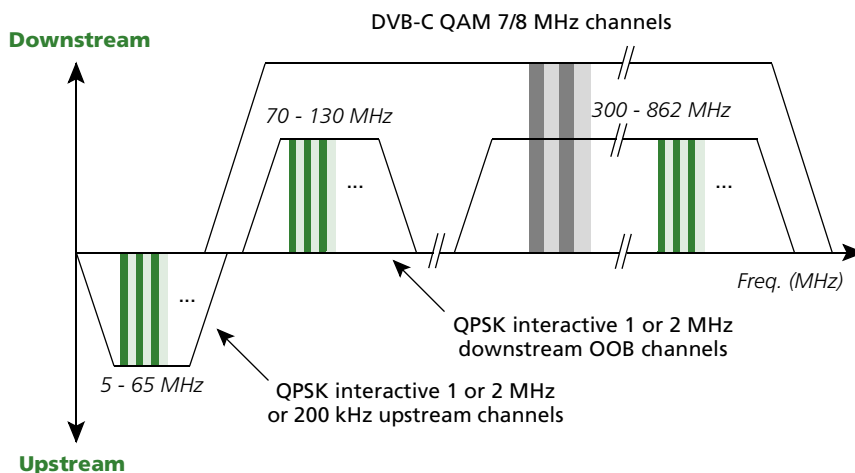 DVB-C QAM 7/8 MHz channels
Downstream
70 - 130 MHz
300 - 862 MHz
...
...
...
Freq. (MHz)
QPSK interactive 1 or 2 MHz
downstream OOB channels
5 - 65 MHz
QPSK interactive 1 or 2 MHz
or 200 kHz upstream channels
Upstream